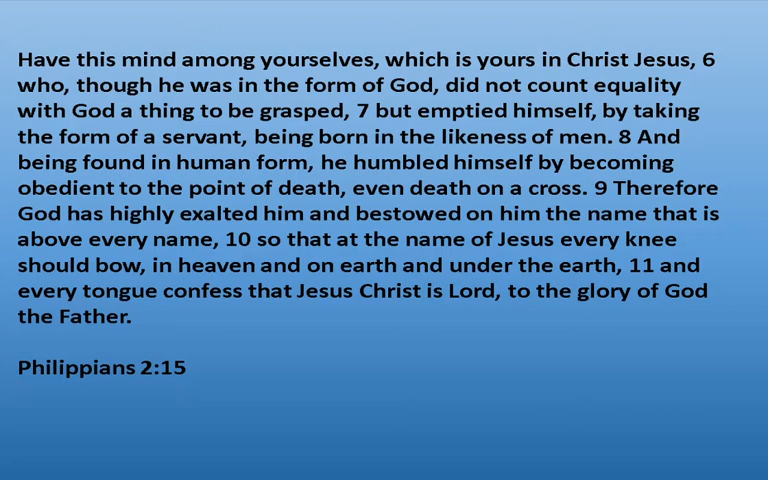 Have this mind among yourselves, which is yours in Christ Jesus, 6
who, though he was in the form of God, did not count equality
with God a thing to be grasped, 7 but emptied himself, by taking
the form of a servant, being born in the likeness of men. 8 And
being found in human form, he humbled himself by becoming
obedient to the point of death, even death on a cross. 9 Therefore
God has highly exalted him and bestowed on him the name that is
above every name, 10 so that at the name of Jesus every knee
should bow, in heaven and on earth and under the earth, 11 and
every tongue confess that Jesus Christ is Lord, to the glory of God
the Father.
Philippians 2:15